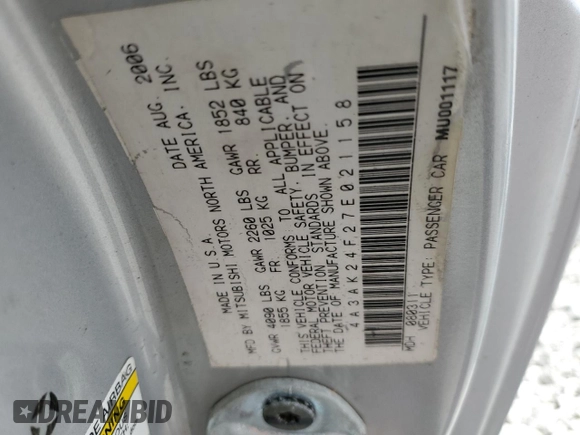 MADE IN U.S.A. DATE AUG. 2006
MFD BY MITSUBISHI MOTORS NORTH AMERICA, INC.
GVWR 4090 LBS GAWR 2260 LBS GAWR 1852 LBS
1855 KG FR. 1025 KG RR. 840 KG
THIS VEHICLE CONFORMS TO ALL APPLICABLE
FEDERAL MOTOR VEHICLE SAFETY, BUMPER, AND
THEFT PREVENTION STANDARDS IN EFFECT ON
THE DATE OF MANUFACTURE SHOWN ABOVE.
4A3AK24F27E021158
MDH 080311
VEHICLE TYPE: PASSENGER CAR MU001117
AIRBAG
DREAMBID